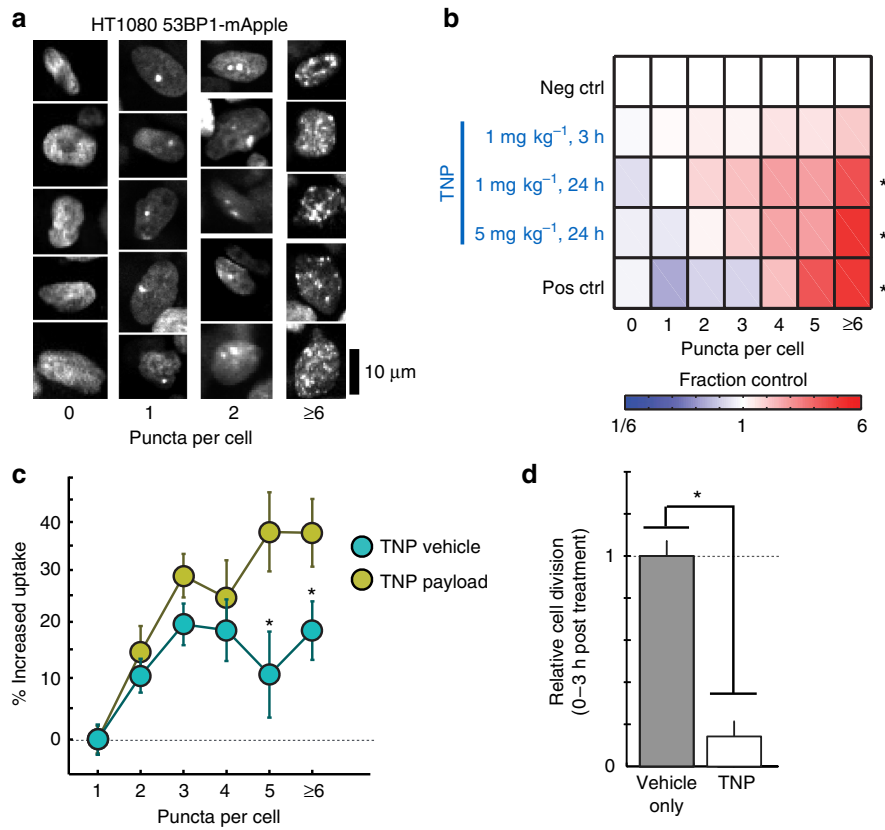 a
HT1080 53BP1-mApple
0
1
2
≥6
Puncta per cell
10 μm
b
Neg ctrl
TNP
1 mg kg⁻¹, 3 h
1 mg kg⁻¹, 24 h
*
5 mg kg⁻¹, 24 h
*
Pos ctrl
*
0 1 2 3 4 5 ≥6
Puncta per cell
Fraction control
1/6 1 6
c
% Increased uptake
40
30
20
10
0
* *
1 2 3 4 5 ≥6
Puncta per cell
TNP vehicle
TNP payload
d
Relative cell division
(0–3 h post treatment)
*
1
0
Vehicle only
TNP